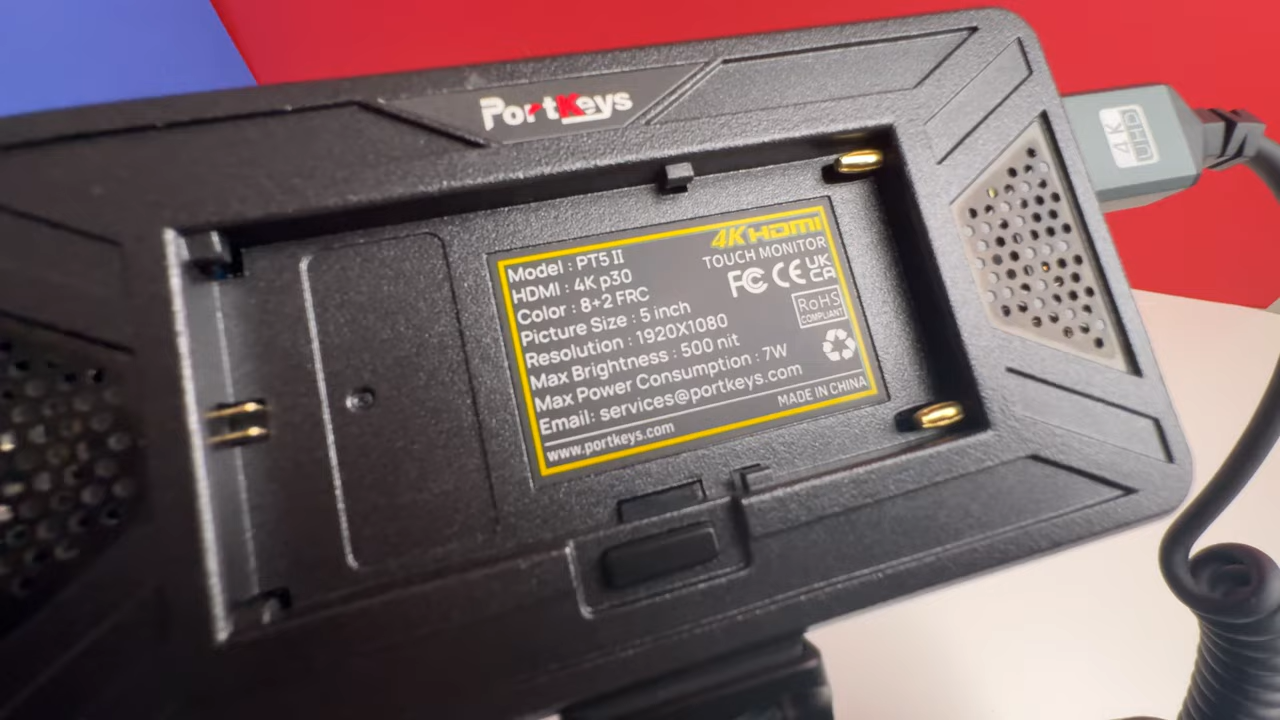 PortKeys
4K
UHD
4K HDMI
TOUCH MONITOR
Model : PT5 II
HDMI : 4K p30
Color : 8+2 FRC
Picture Size : 5 inch
Resolution : 1920X1080
Max Brightness : 500 nit
Max Power Consumption : 7W
Email: services@portkeys.com
www.portkeys.com
FC CE UK CA
RoHS
COMPLIANT
MADE IN CHINA